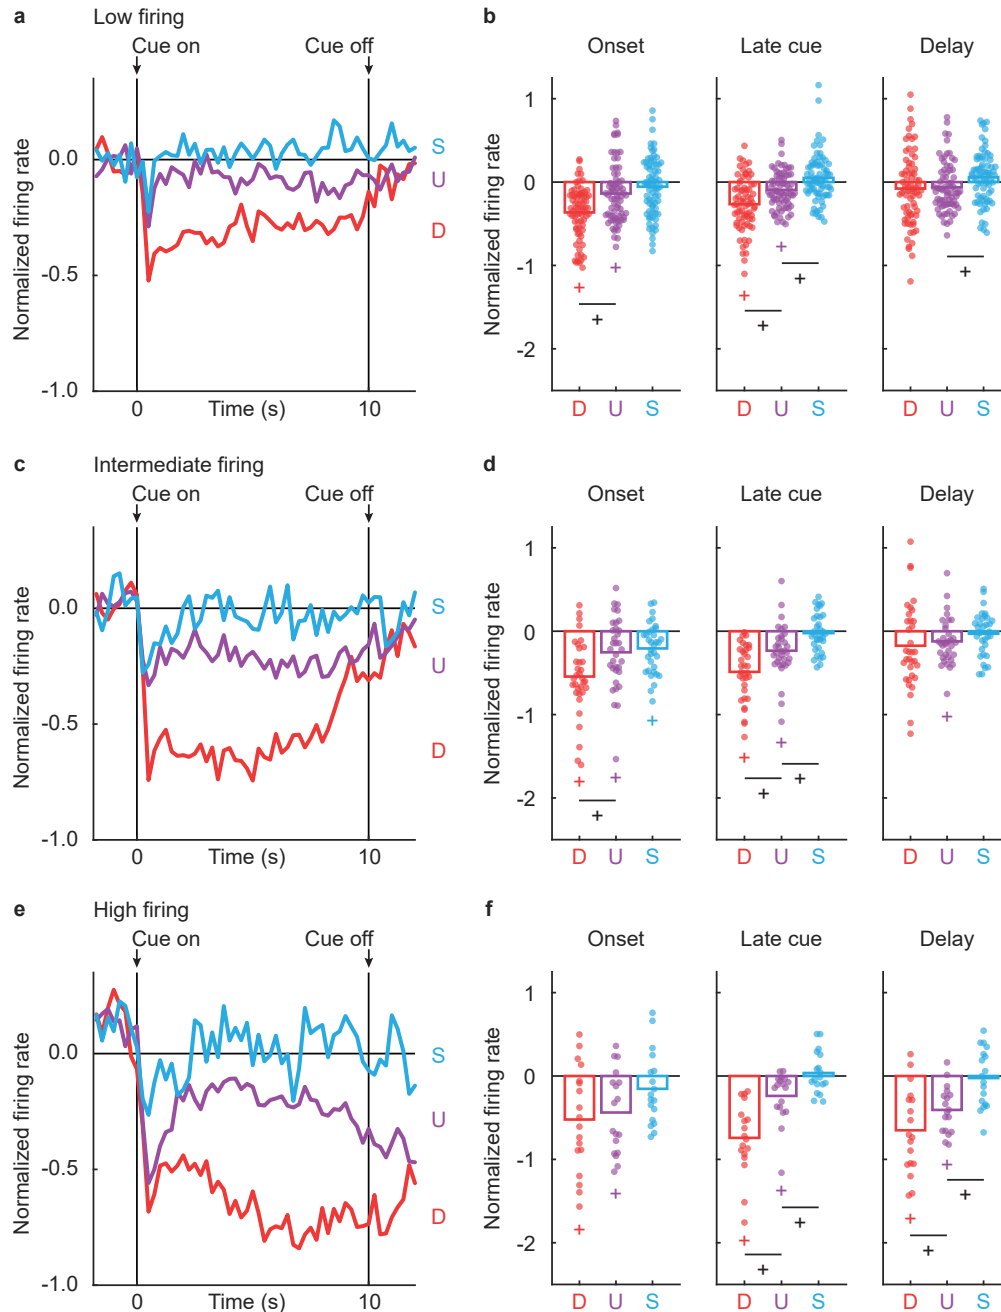 a Low firing
Cue on Cue off
0.0
-0.5
-1.0
Normalized firing rate
0 Time (s) 10
S
U
D
b
Onset Late cue Delay
1
0
-1
-2
Normalized firing rate
+ + + + + + + +
D U S D U S D U S
c Intermediate firing
Cue on Cue off
0.0
-0.5
-1.0
Normalized firing rate
0 Time (s) 10
S
U
D
d
Onset Late cue Delay
1
0
-1
-2
Normalized firing rate
+ + + + + + + + +
D U S D U S D U S
e High firing
Cue on Cue off
0.0
-0.5
-1.0
Normalized firing rate
0 Time (s) 10
S
U
D
f
Onset Late cue Delay
1
0
-1
-2
Normalized firing rate
+ + + + + + + + + +
D U S D U S D U S